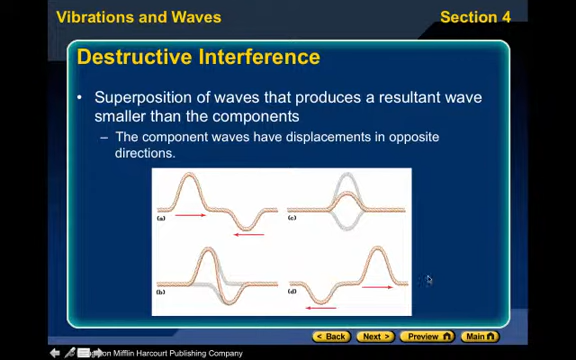 Vibrations and Waves
Section 4
Destructive Interference
• Superposition of waves that produces a resultant wave
smaller than the components
– The component waves have displacements in opposite
directions.
(a)
(c)
(b)
(d)
< Back
Next >
Preview
Main
Mifflin Harcourt Publishing Company